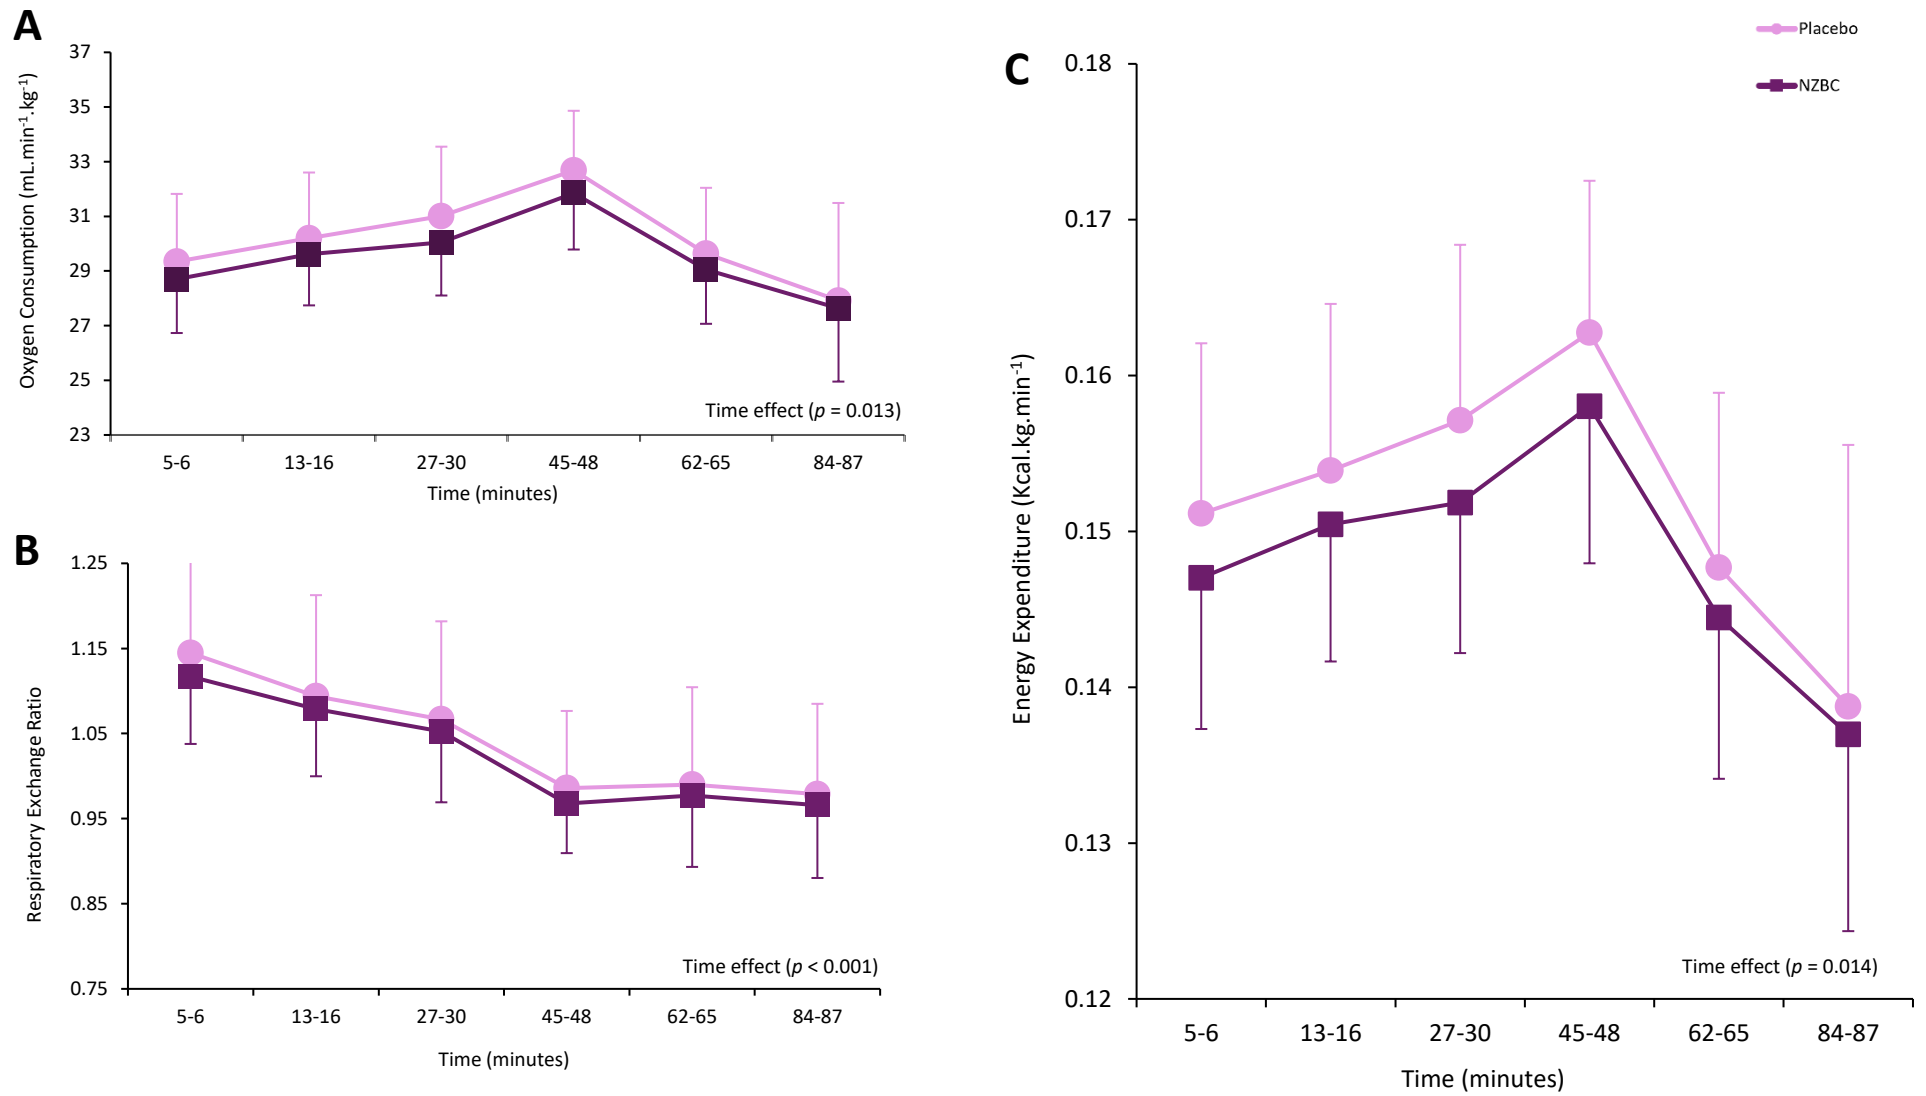 A
37
35
33
31
29
27
25
23
Oxygen Consumption (mL.min⁻¹.kg⁻¹)
Time effect (p = 0.013)
5-6 13-16 27-30 45-48 62-65 84-87
Time (minutes)
B
1.25
1.15
1.05
0.95
0.85
0.75
Respiratory Exchange Ratio
Time effect (p < 0.001)
5-6 13-16 27-30 45-48 62-65 84-87
Time (minutes)
Placebo
NZBC
C
0.18
0.17
0.16
0.15
0.14
0.13
0.12
Energy Expenditure (Kcal.kg.min⁻¹)
Time effect (p = 0.014)
5-6 13-16 27-30 45-48 62-65 84-87
Time (minutes)